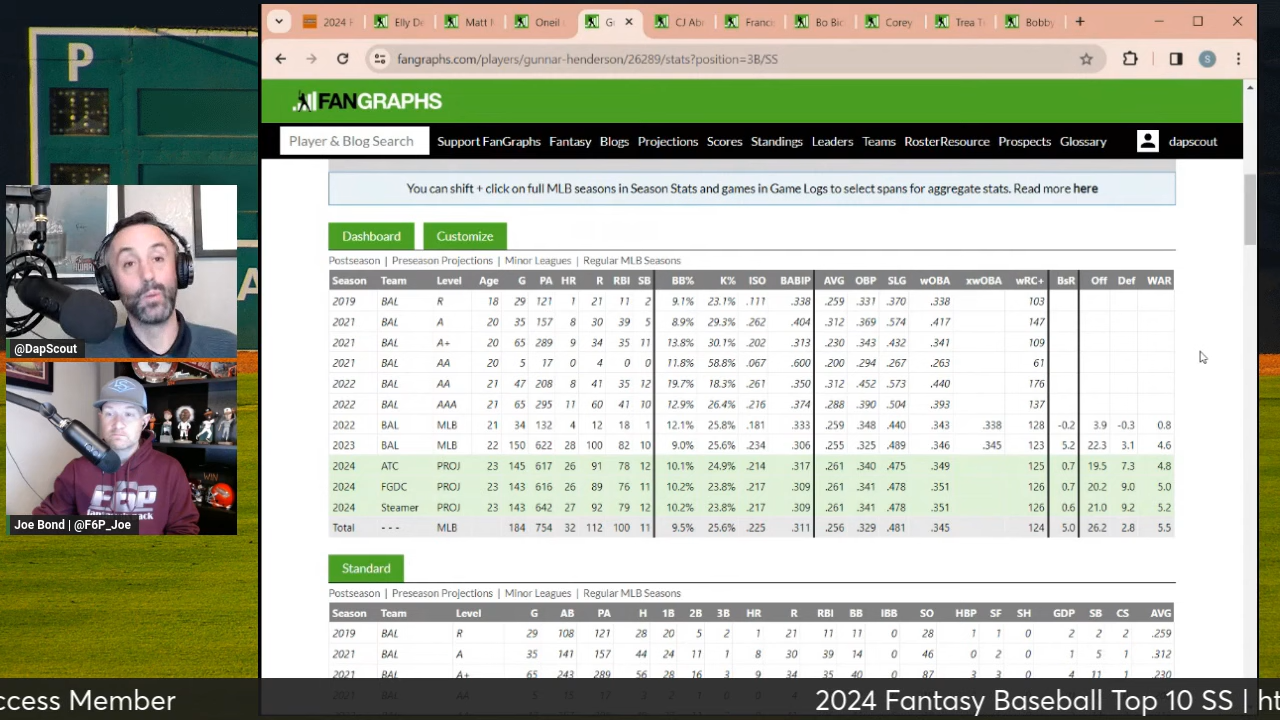 P
2024 F
Elly De
Matt M
Oneil
G
CJ Abr
Franci
Bo Bic
Corey
Trea T
Bobby
fangraphs.com/players/gunnar-henderson/26289/stats?position=3B/SS
FANGRAPHS
Player & Blog Search Support FanGraphs Fantasy Blogs Projections Scores Standings Leaders Teams RosterResource Prospects Glossary dapscout
You can shift + click on full MLB seasons in Season Stats and games in Game Logs to select spans for aggregate stats. Read more here
Dashboard Customize
Postseason | Preseason Projections | Minor Leagues | Regular MLB Seasons
Season Team Level Age G PA HR R RBI SB BB% K% ISO BABIP AVG OBP SLG wOBA xwOBA wRC+ BsR Off Def WAR
2019 BAL R 18 29 121 1 21 11 2 9.1% 23.1% .111 .338 .259 .331 .370 .338 103
2021 BAL A 20 35 157 8 30 39 5 8.9% 29.3% .262 .404 .312 .369 .574 .417 147
2021 BAL A+ 20 65 289 9 34 35 11 13.8% 30.1% .202 .313 .230 .343 .432 .341 109
2021 BAL AA 20 5 17 0 4 0 0 11.8% 58.8% .067 .600 .200 .294 .267 .263 61
2022 BAL AA 21 47 208 8 41 35 12 19.7% 18.3% .261 .350 .312 .452 .573 .440 176
2022 BAL AAA 21 65 295 11 60 41 10 12.9% 26.4% .216 .374 .288 .390 .504 .393 137
2022 BAL MLB 21 34 132 4 12 18 1 12.1% 25.8% .181 .333 .259 .348 .440 .343 .338 128 -0.2 3.9 -0.3 0.8
2023 BAL MLB 22 150 622 28 100 82 10 9.0% 25.6% .234 .306 .255 .325 .489 .346 .345 123 5.2 22.3 3.1 4.6
2024 ATC PROJ 23 145 617 26 91 78 12 10.1% 24.9% .214 .317 .261 .340 .475 .349 125 0.7 19.5 7.3 4.8
2024 FGDC PROJ 23 143 616 26 89 76 11 10.2% 23.8% .217 .309 .261 .341 .478 .351 126 0.7 20.2 9.0 5.0
2024 Steamer PROJ 23 143 642 27 92 79 12 10.2% 23.8% .217 .309 .261 .341 .478 .351 126 0.6 21.0 9.2 5.2
Total - - - MLB 184 754 32 112 100 11 9.5% 25.6% .225 .311 .256 .329 .481 .345 124 5.0 26.2 2.8 5.5
Standard
Postseason | Preseason Projections | Minor Leagues | Regular MLB Seasons
Season Team Level G AB PA H 1B 2B 3B HR R RBI BB IBB SO HBP SF SH GDP SB CS AVG
2019 BAL R 29 108 121 28 20 5 2 1 21 11 11 0 28 1 1 0 2 2 2 .259
2021 BAL A 35 141 157 44 24 11 1 8 30 39 14 0 46 0 2 0 1 5 1 .312
2021 BAL A+ 65 243 289 56 28 16 3 9 34 35 40 0 87 3 3 0 4 11 1 .230
@DapScout
F6P
Joe Bond | @F6P_Joe
ccess Member
2024 Fantasy Baseball Top 10 SS | ht